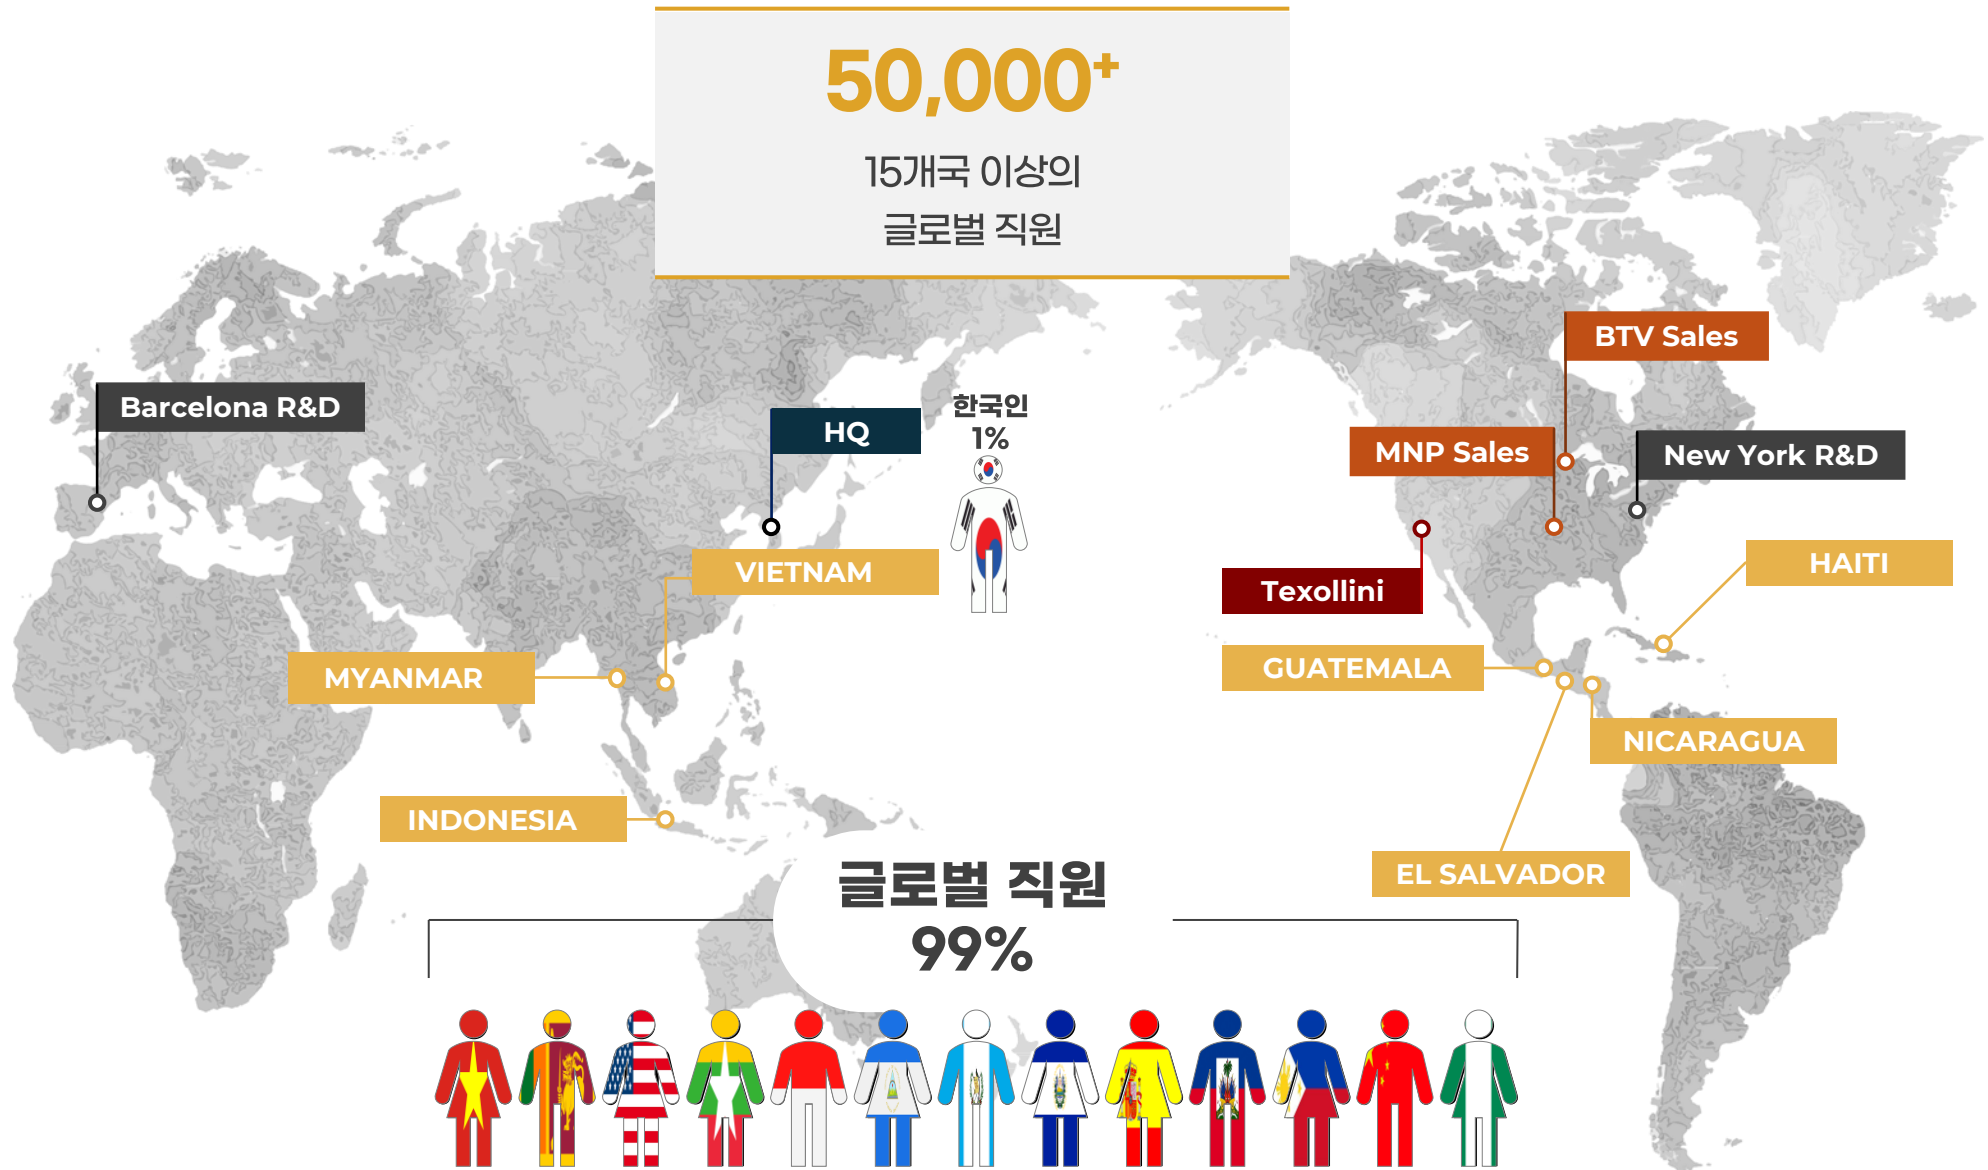 50,000+
15개국 이상의
글로벌 직원
BTV Sales
Barcelona R&D
HQ
한국인
1%
MNP Sales
New York R&D
VIETNAM
HAITI
Texollini
MYANMAR
GUATEMALA
NICARAGUA
INDONESIA
EL SALVADOR
글로벌 직원
99%